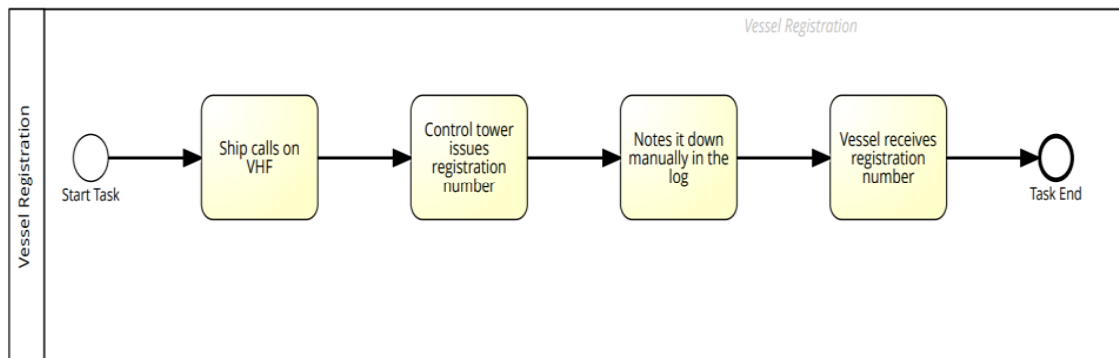 Vessel Registration
Vessel Registration
Start Task
Ship calls on
VHF
Control tower
issues
registration
number
Notes it down
manually in the
log
Vessel receives
registration
number
Task End